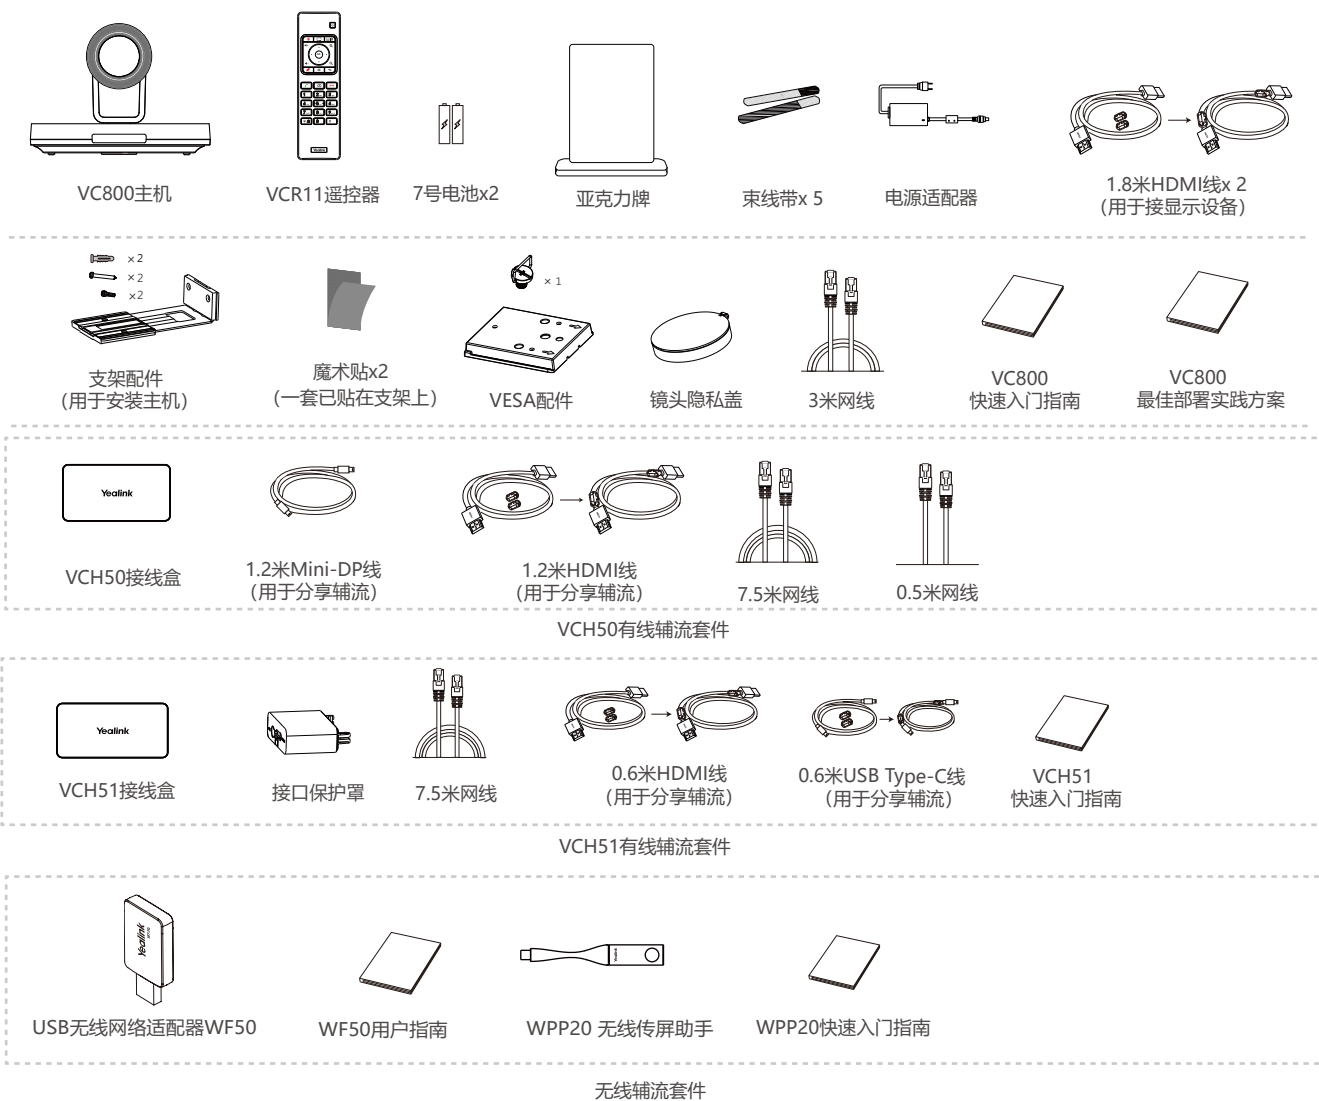 VC800主机
VCR11遥控器
7号电池x2
亚克力牌
束线带x 5
电源适配器
1.8米HDMI线x 2
（用于接显示设备）
×2
×2
×2
× 1
支架配件
（用于安装主机）
魔术贴x2
（一套已贴在支架上）
VESA配件
镜头隐私盖
3米网线
VC800
快速入门指南
VC800
最佳部署实践方案
Yealink
VCH50接线盒
1.2米Mini-DP线
（用于分享辅流）
1.2米HDMI线
（用于分享辅流）
7.5米网线
0.5米网线
VCH50有线辅流套件
Yealink
VCH51接线盒
接口保护罩
7.5米网线
0.6米HDMI线
（用于分享辅流）
0.6米USB Type-C线
（用于分享辅流）
VCH51
快速入门指南
VCH51有线辅流套件
Yealink
USB无线网络适配器WF50
WF50用户指南
WPP20 无线传屏助手
WPP20快速入门指南
无线辅流套件